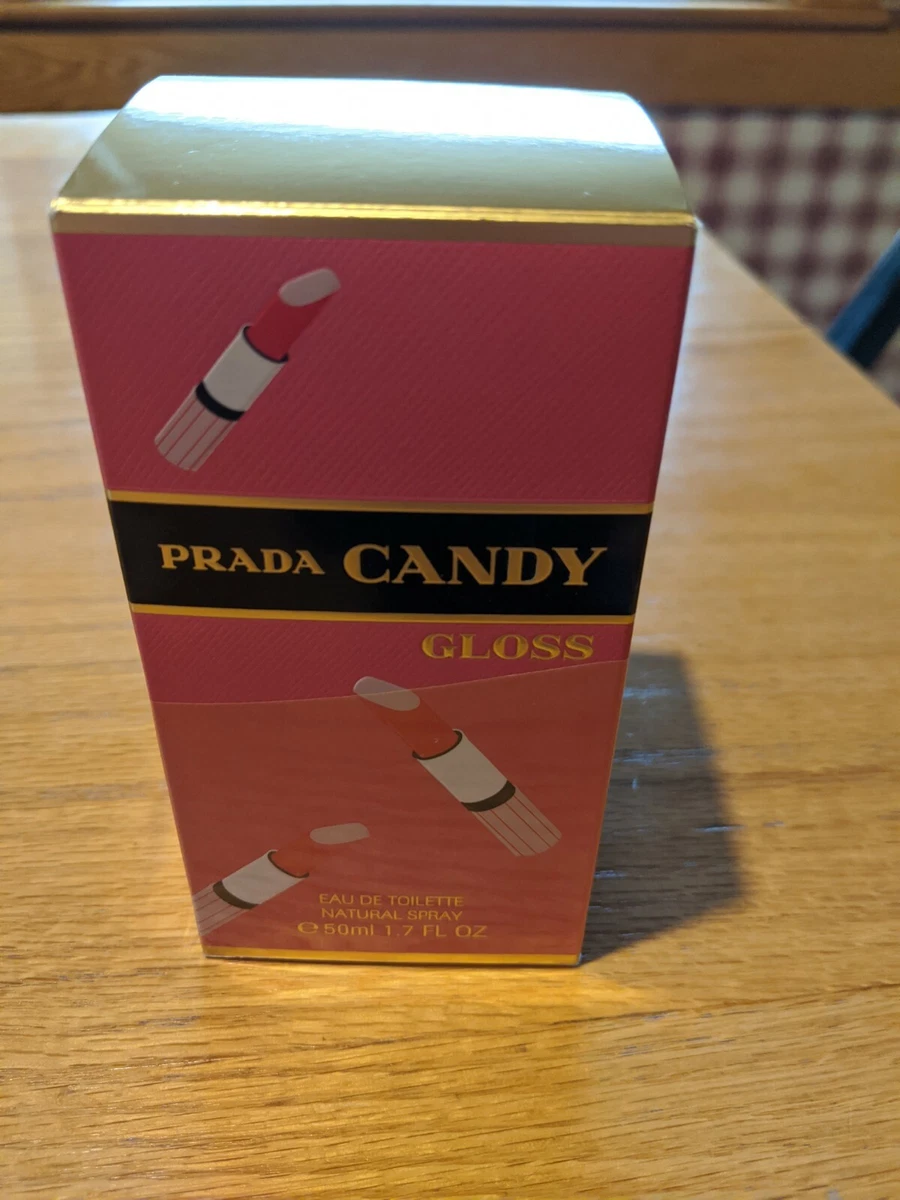 PRADA CANDY
GLOSS
EAU DE TOILETTE
NATURAL SPRAY
℮ 50ml 1.7 FL OZ